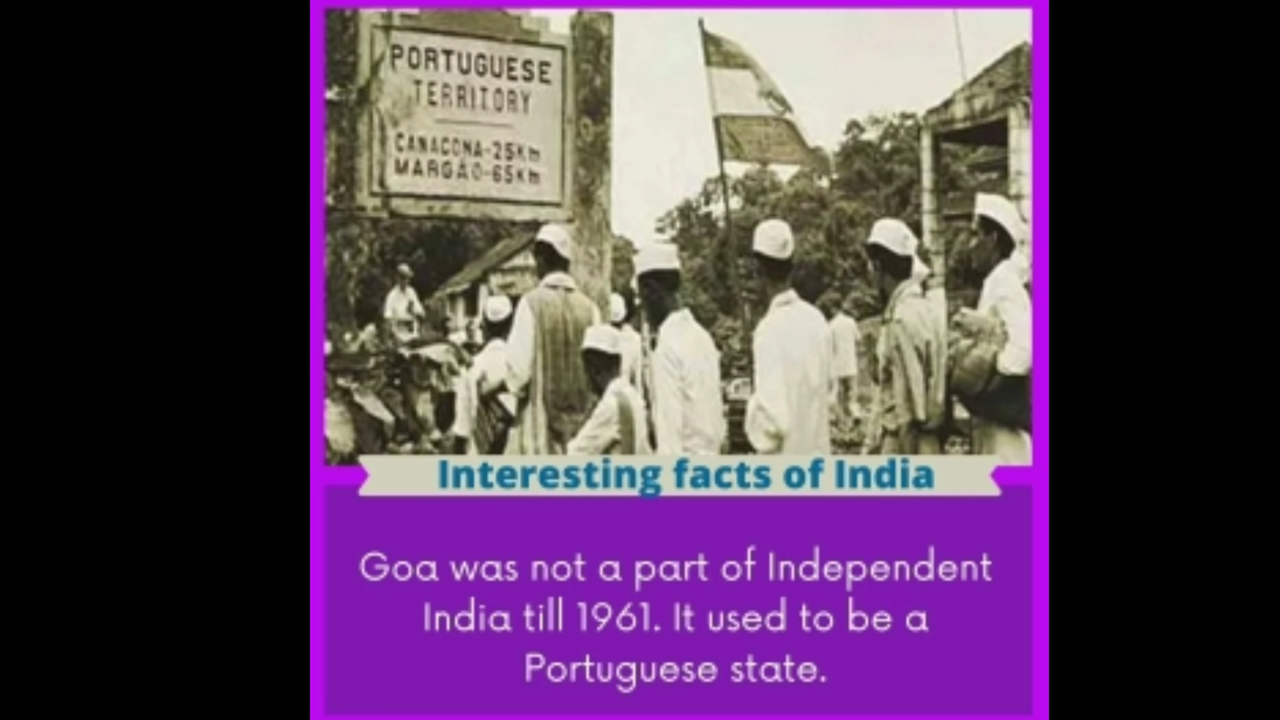 PORTUGUESE
TERRITORY
CANACONA-25Km
MARGÃO-65Km
Interesting facts of India
Goa was not a part of Independent
India till 1961. It used to be a
Portuguese state.